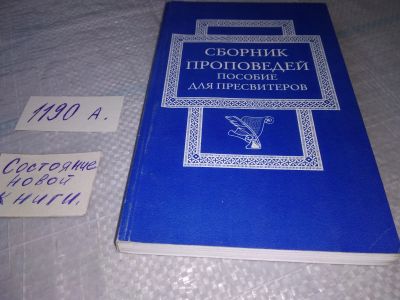 СБОРНИК
ПРОПОВЕДЕЙ
ПОСОБИЕ
ДЛЯ ПРЕСВИТЕРОВ
1190 А.
Состояние
новой
книги.